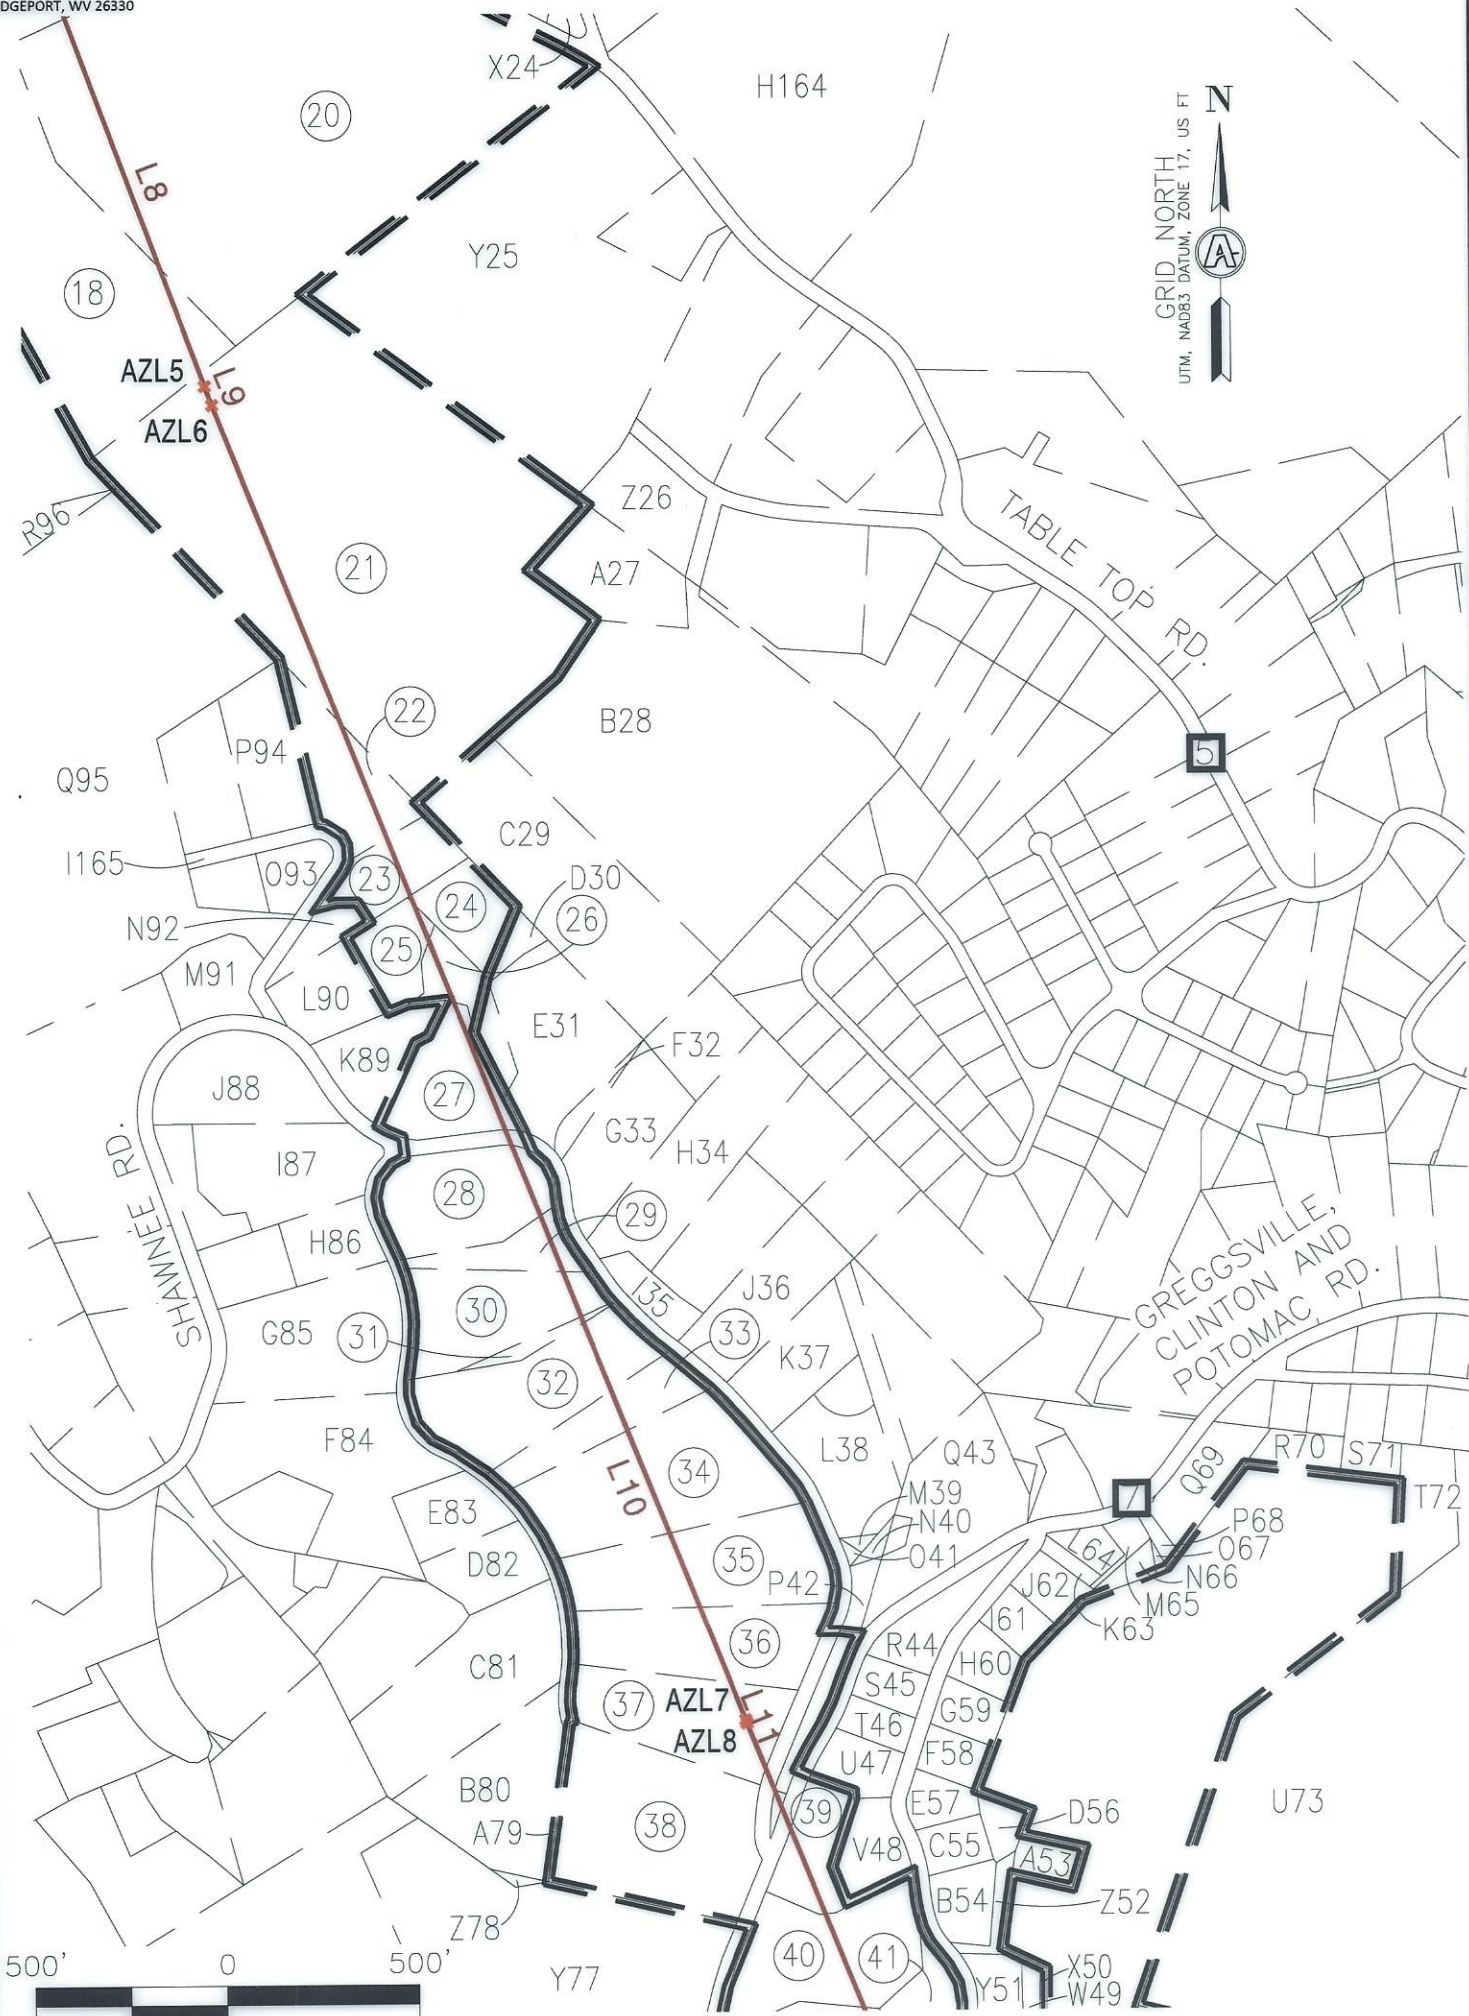 DGEPORT, WV 26330
X24
H164
N
GRID NORTH
UTM, NAD83 DATUM, ZONE 17, US FT
A
20
L8
Y25
18
AZL5
L9
AZL6
R96
Z26
21
A27
TABLE TOP RD.
22
B28
P94
5
Q95
C29
I165
O93
23
D30
24
26
N92
25
M91
L90
E31
F32
K89
27
J88
G33
H34
SHAWNEE RD.
I87
28
29
H86
GREGGSVILLE,
CLINTON AND
POTOMAC RD.
J36
I35
30
G85
31
33
K37
32
F84
L38
Q43
R70
S71
34
L10
Q69
M39
7
T72
E83
N40
P68
O41
O67
L64
D82
35
P42
N66
J62
M65
I61
K63
36
R44
C81
H60
S45
37
AZL7
L11
G59
T46
AZL8
F58
U47
B80
E57
U73
39
D56
A79
38
V48
C55
A53
B54
Z52
Z78
40
41
X50
500' 0 500'
Y77
Y51
W49